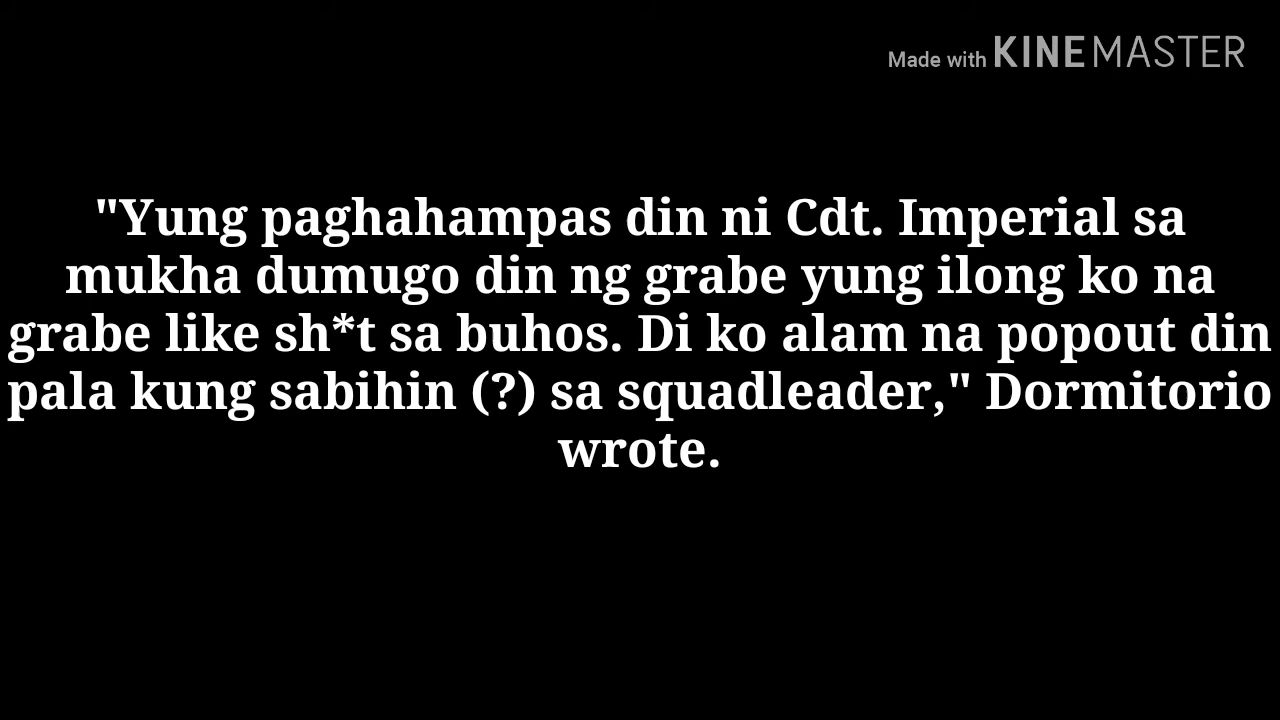 Made with KINEMASTER
"Yung paghahampas din ni Cdt. Imperial sa
mukha dumugo din ng grabe yung ilong ko na
grabe like sh*t sa buhos. Di ko alam na popout din
pala kung sabihin (?) sa squadleader," Dormitorio
wrote.